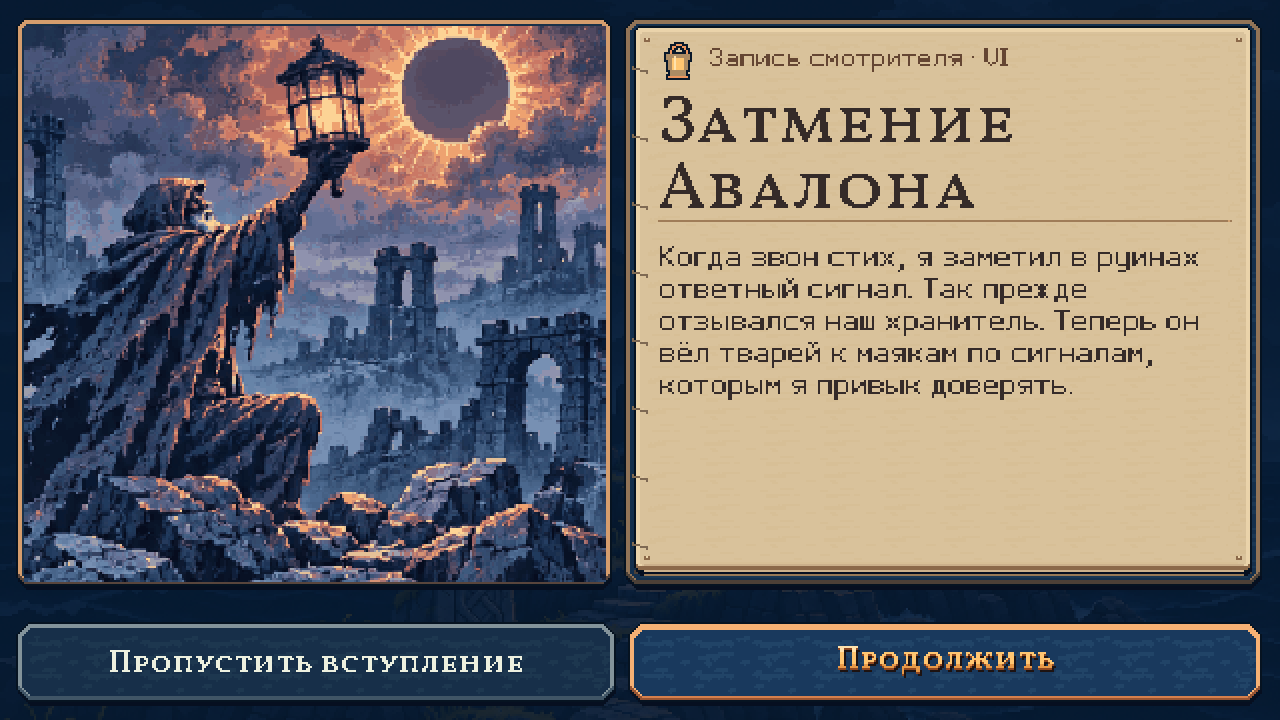 Запись смотрителя · VI
Затмение
Авалона
Когда звон стих, я заметил в руинах
ответный сигнал. Так прежде
отзывался наш хранитель. Теперь он
вёл тварей к маякам по сигналам,
которым я привык доверять.
Пропустить вступление
Продолжить